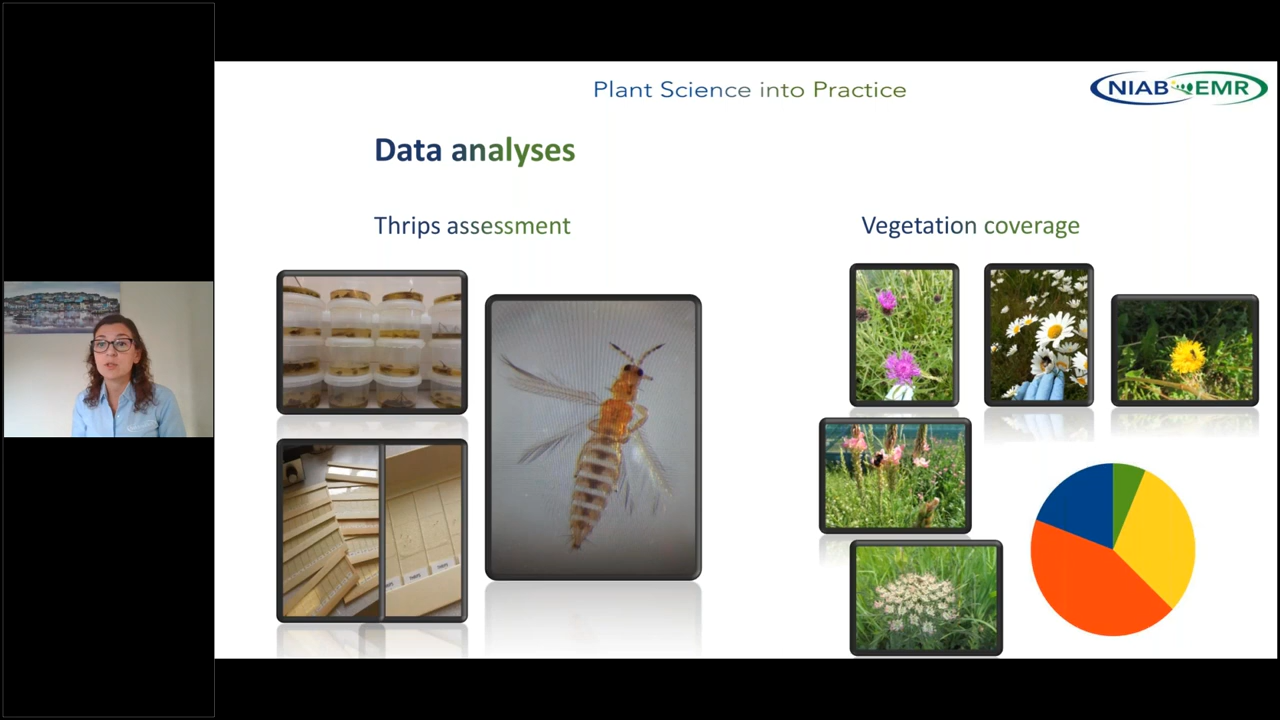 Plant Science into Practice
NIAB EMR
Data analyses
Thrips assessment
Vegetation coverage